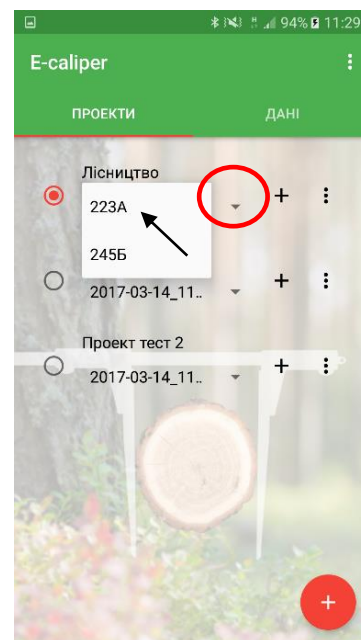 94% 11:29
E-caliper
ПРОЕКТИ ДАНІ
Лісництво
223А
245Б
2017-03-14_11..
Проект тест 2
2017-03-14_11..